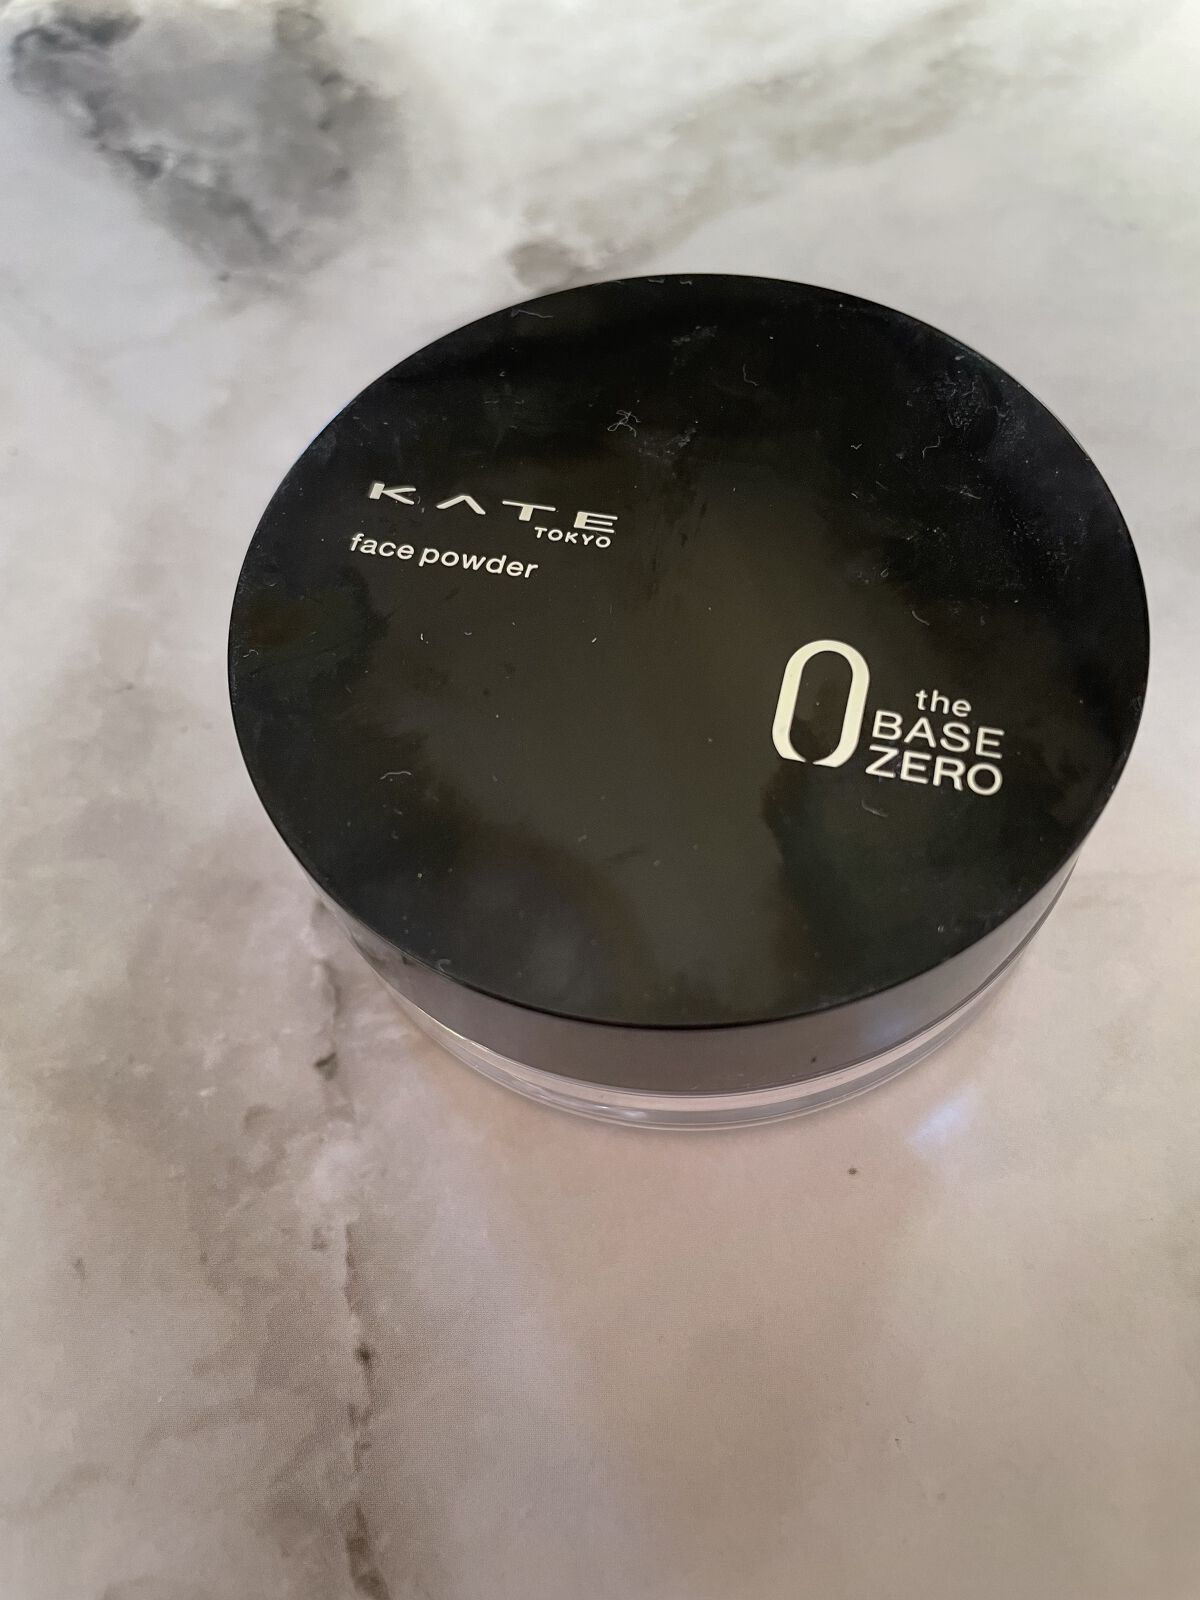 KATE
TOKYO
face powder
0
the
BASE
ZERO